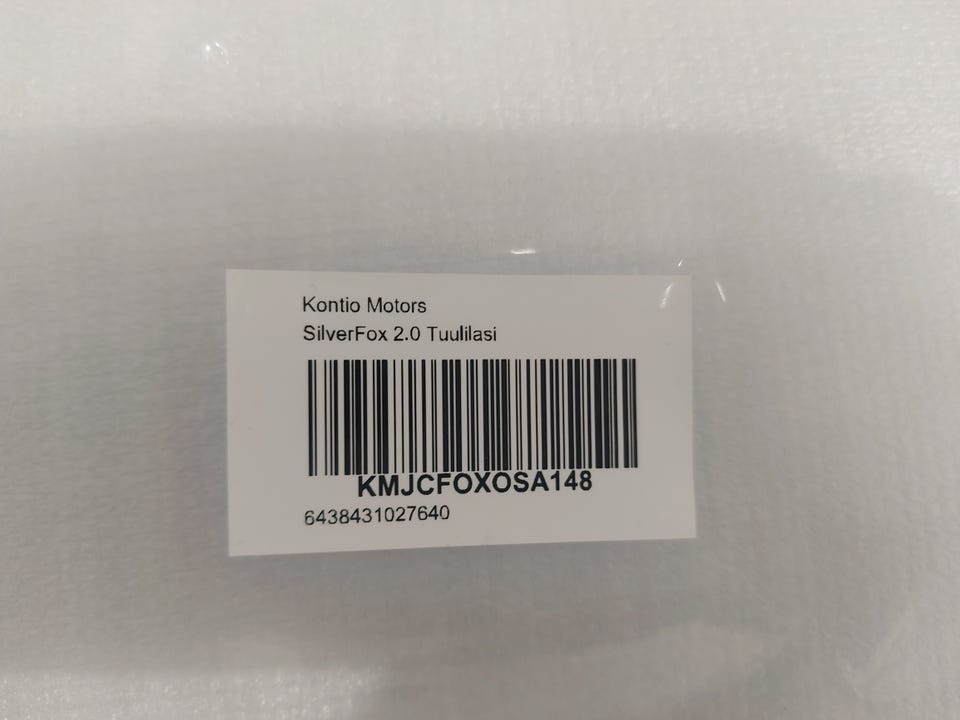 Kontio Motors
SilverFox 2.0 Tuulilasi
KMJCFOXOSA148
6438431027640